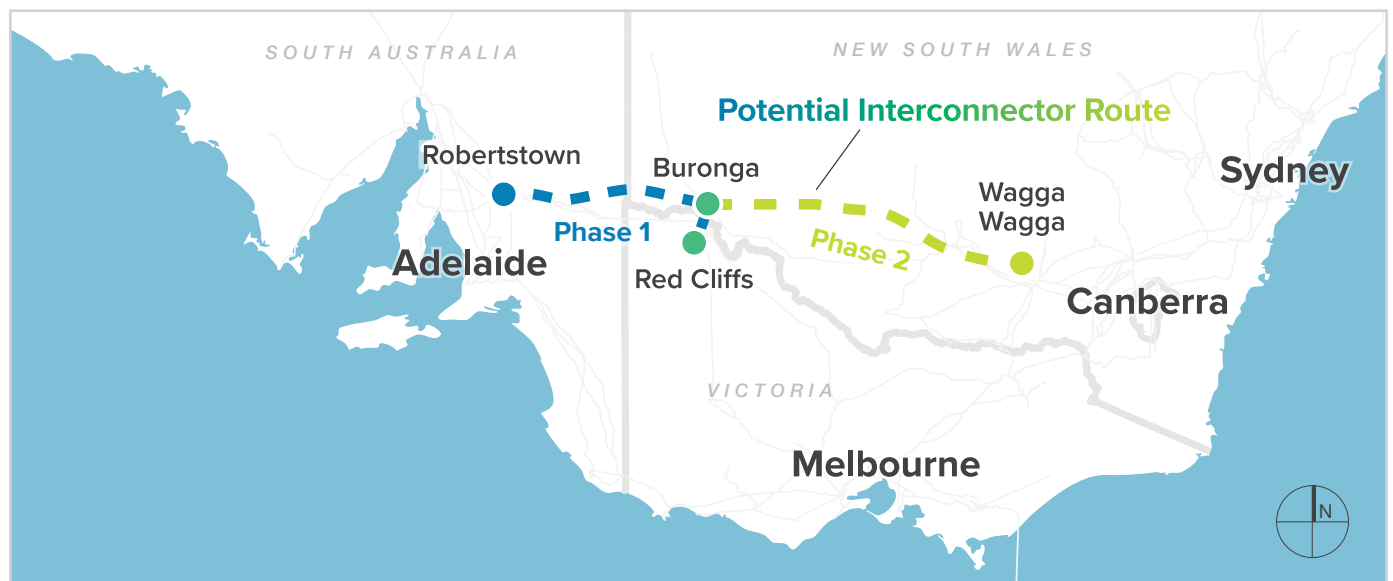 SOUTH AUSTRALIA
NEW SOUTH WALES
Potential Interconnector Route
Robertstown
Buronga
Sydney
Wagga
Wagga
Phase 1
Phase 2
Adelaide
Red Cliffs
Canberra
VICTORIA
Melbourne
N